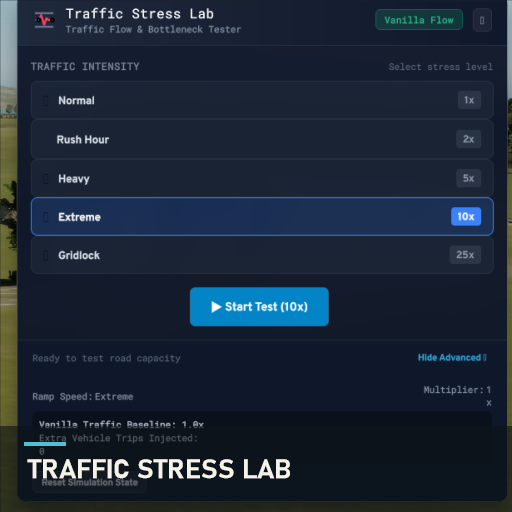 Traffic Stress Lab
Traffic Flow & Bottleneck Tester
Vanilla Flow
TRAFFIC INTENSITY
Select stress level
Normal
1x
Rush Hour
2x
Heavy
5x
Extreme
10x
Gridlock
25x
▶ Start Test (10x)
Ready to test road capacity
Hide Advanced
Ramp Speed: Extreme
Multiplier: 1
x
Vanilla Traffic Baseline: 1.0x
Extra Vehicle Trips Injected:
0
TRAFFIC STRESS LAB
Reset Simulation State